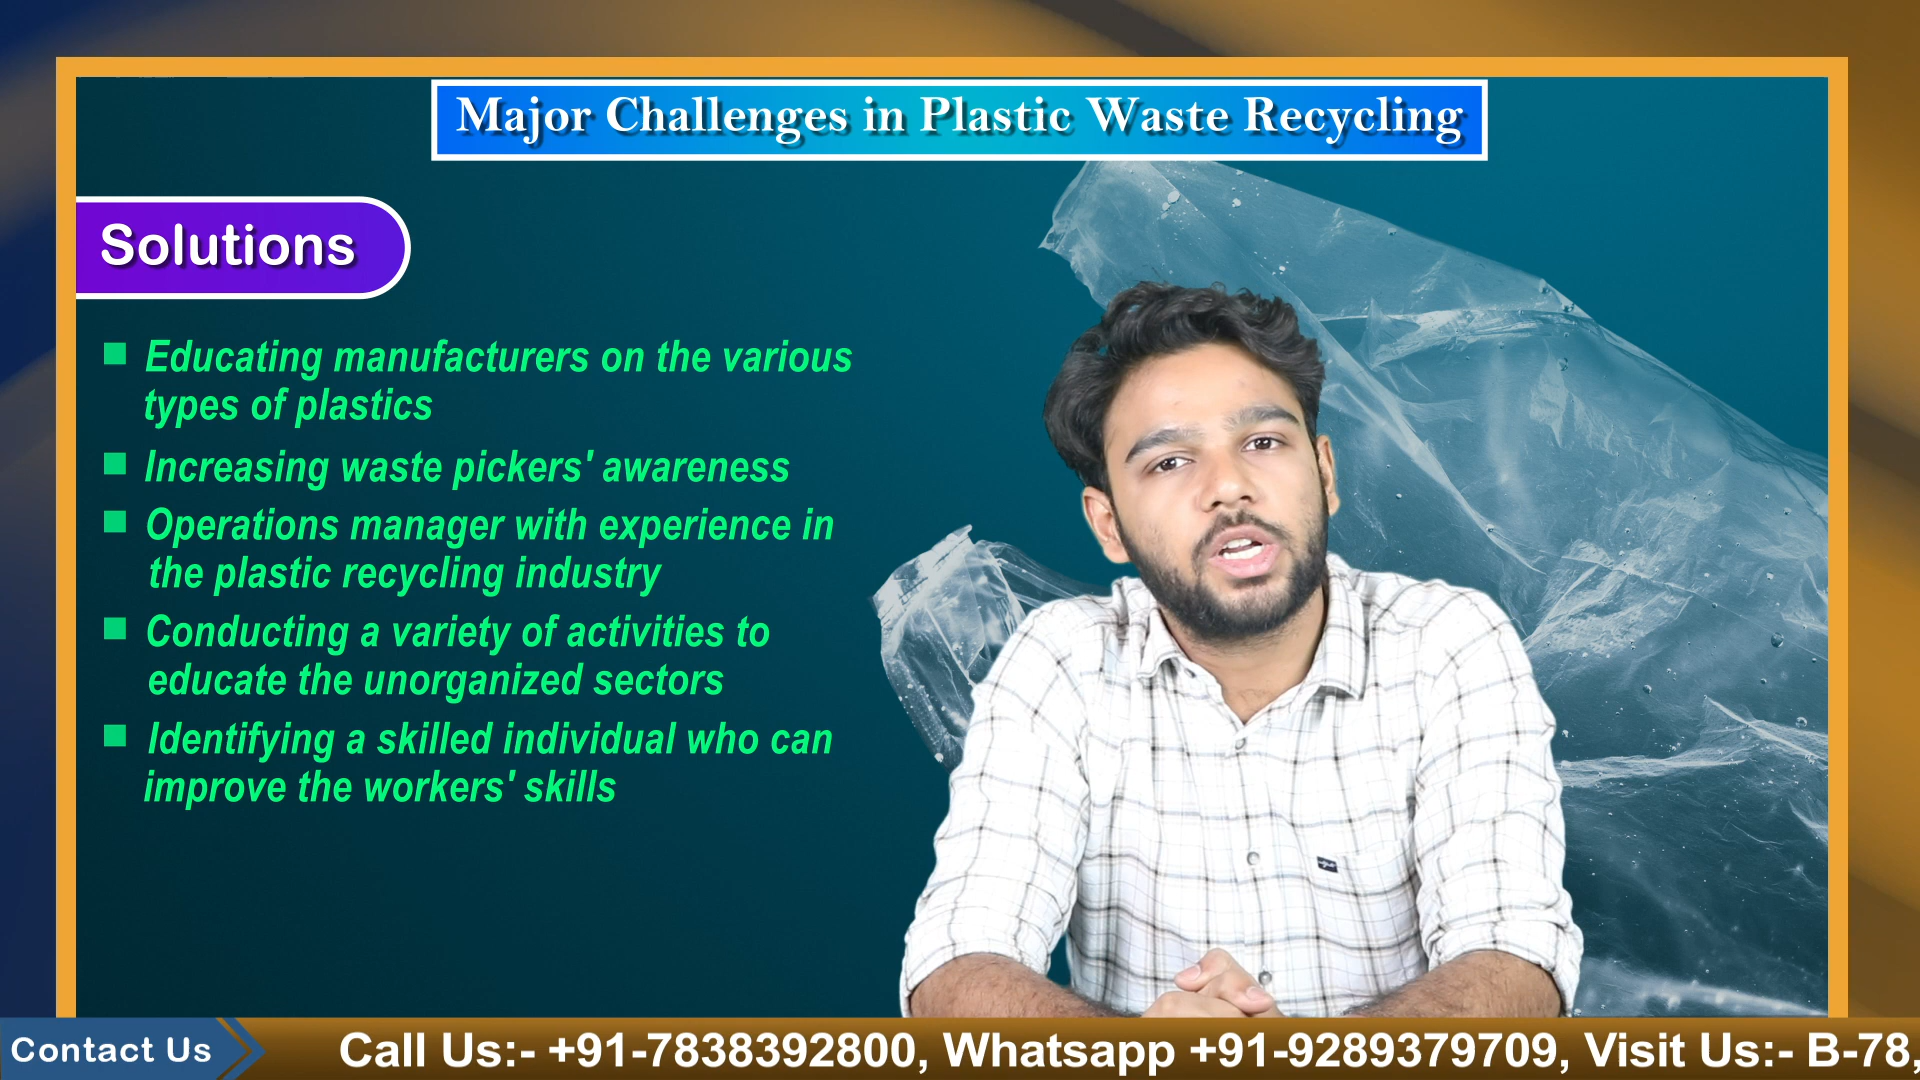 Major Challenges in Plastic Waste Recycling
Solutions
Educating manufacturers on the various
types of plastics
Increasing waste pickers' awareness
Operations manager with experience in
the plastic recycling industry
Conducting a variety of activities to
educate the unorganized sectors
Identifying a skilled individual who can
improve the workers' skills
Contact Us
Call Us:- +91-7838392800, Whatsapp +91-9289379709, Visit Us:- B-78,